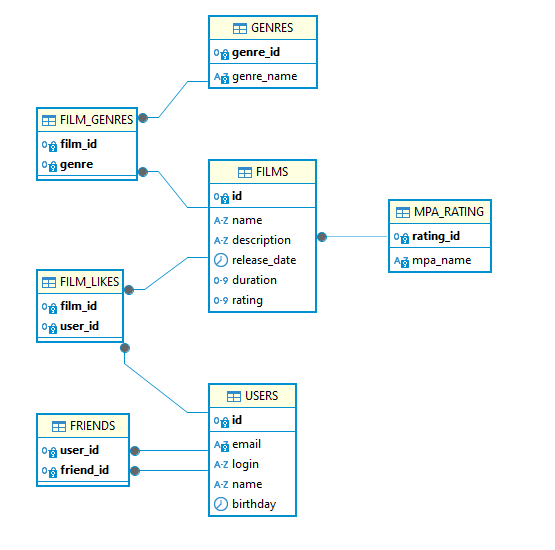 GENRES
genre_id
genre_name
FILM_GENRES
film_id
genre
FILMS
id
name
description
release_date
duration
rating
MPA_RATING
rating_id
mpa_name
FILM_LIKES
film_id
user_id
USERS
id
email
login
name
birthday
FRIENDS
user_id
friend_id